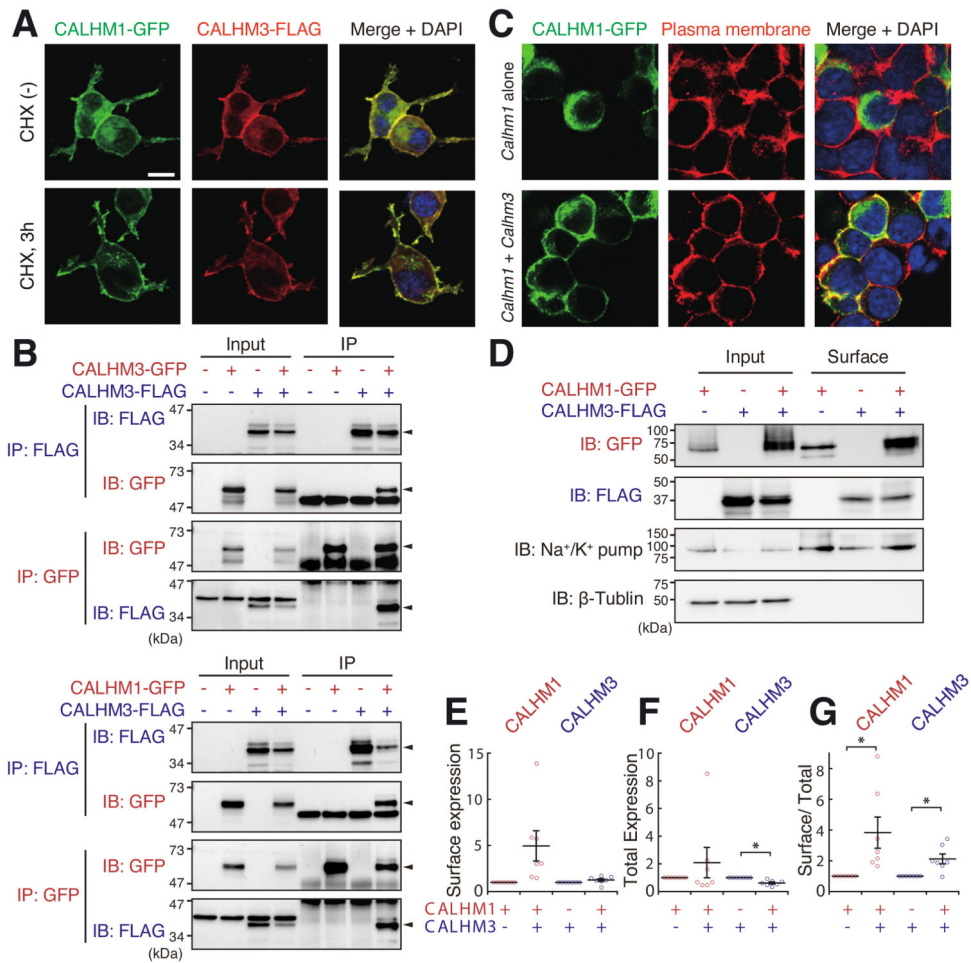 A
CALHM1-GFP CALHM3-FLAG Merge + DAPI
CHX (-)
CHX, 3h
C
CALHM1-GFP Plasma membrane Merge + DAPI
Calhm1 alone
Calhm1 + Calhm3
B
Input IP
CALHM3-GFP - + - + - + - +
CALHM3-FLAG - - + + - - + +
IP: FLAG
IB: FLAG
47
34
IB: GFP
73
47
IP: GFP
IB: GFP
73
47
IB: FLAG
47
34
(kDa)
Input IP
CALHM1-GFP - + - + - + - +
CALHM3-FLAG - - + + - - + +
IP: FLAG
IB: FLAG
47
34
IB: GFP
73
47
IP: GFP
IB: GFP
73
47
IB: FLAG
47
34
(kDa)
D
Input Surface
CALHM1-GFP + - + + - +
CALHM3-FLAG - + + - + +
IB: GFP
100
75
50
IB: FLAG
50
37
IB: Na⁺/K⁺ pump
150
100
75
IB: β-Tublin
75
50
(kDa)
E
CALHM1 CALHM3
Surface expression
15
10
5
0
CALHM1 + + - +
CALHM3 - + + +
F
CALHM1 CALHM3
Total Expression
10
8
6
4
2
0
*
+ + - +
- + + +
G
CALHM1 CALHM3
Surface/ Total
8
6
4
2
0
* *
+ + - +
- + + +